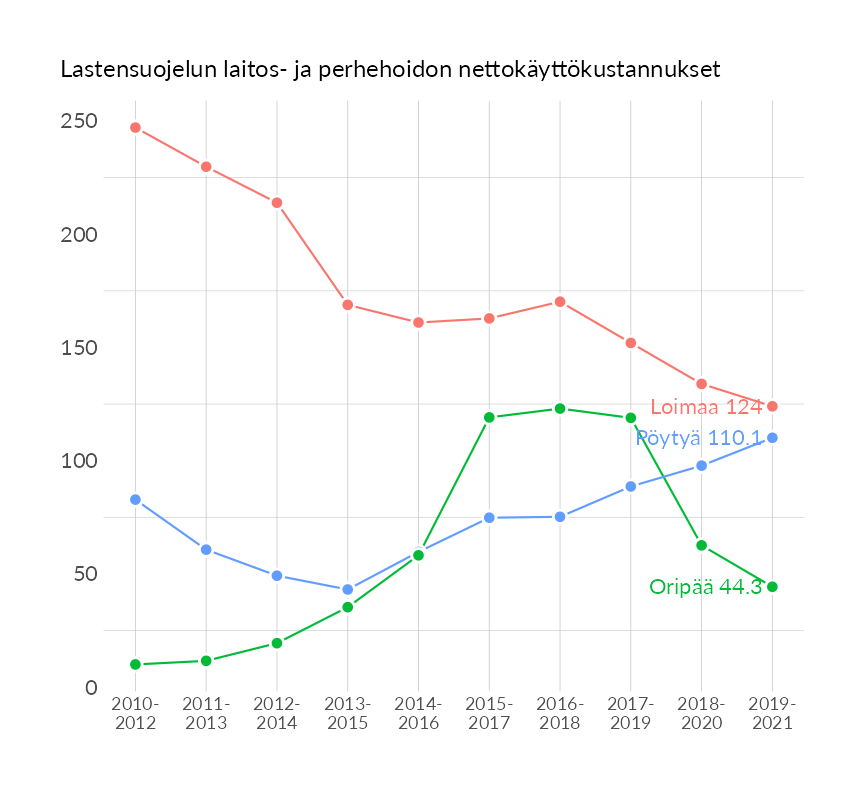 Lastensuojelun laitos- ja perhehoidon nettokäyttökustannukset
250
200
150
Loimaa 124
Pöytyä 110.1
100
50
Oripää 44.3
0
2010- 2011- 2012- 2013- 2014- 2015- 2016- 2017- 2018- 2019-
2012 2013 2014 2015 2016 2017 2018 2019 2020 2021